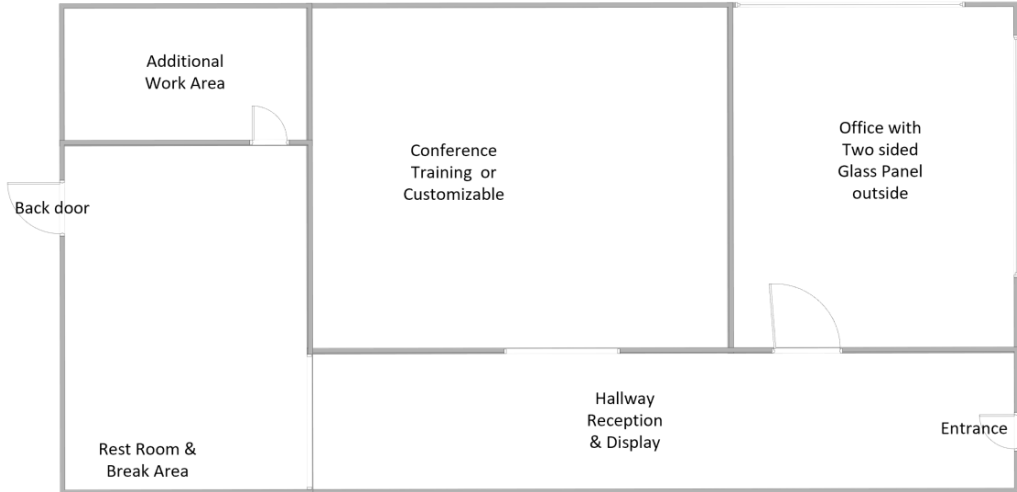 Additional
Work Area
Conference
Training or
Customizable
Office with
Two sided
Glass Panel
outside
Back door
Hallway
Reception
& Display
Entrance
Rest Room &
Break Area